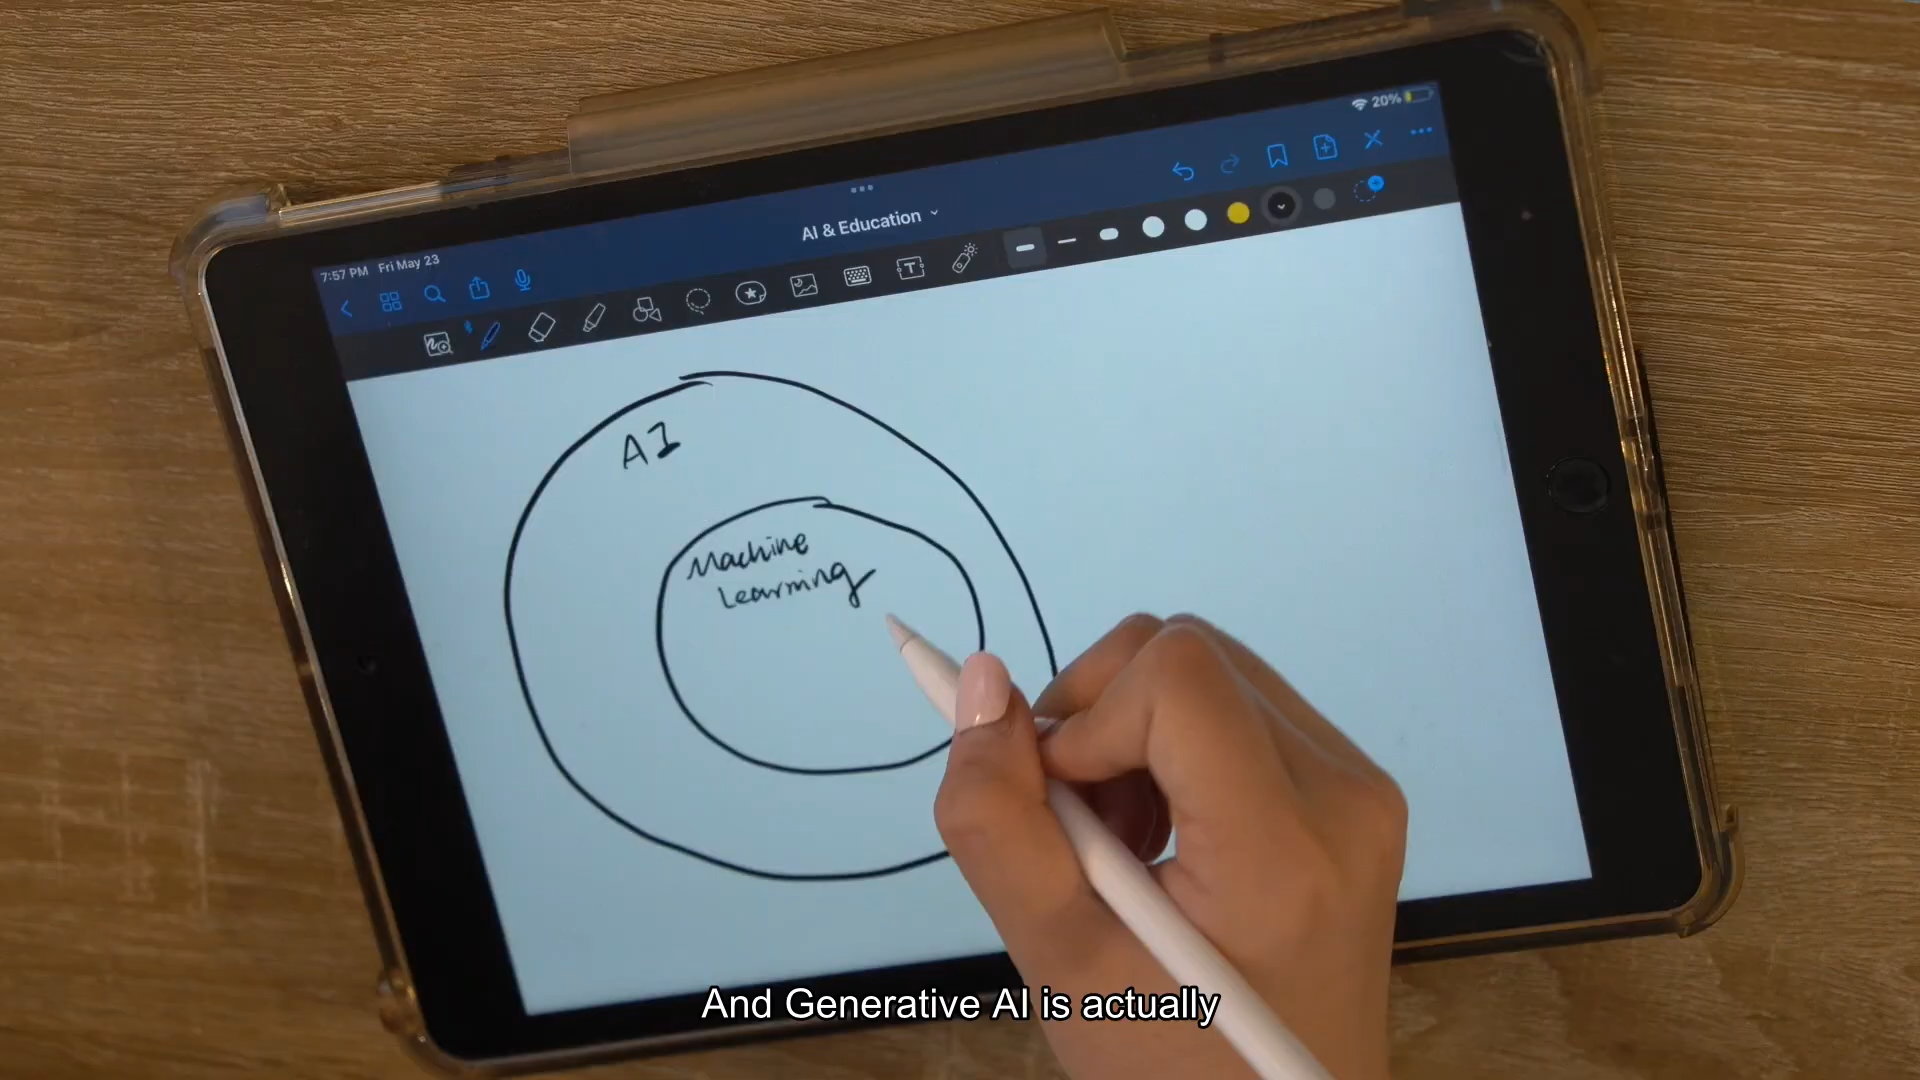 20%
7:57 PM Fri May 23
AI & Education
T
AI
Machine
Learning
And Generative AI is actually